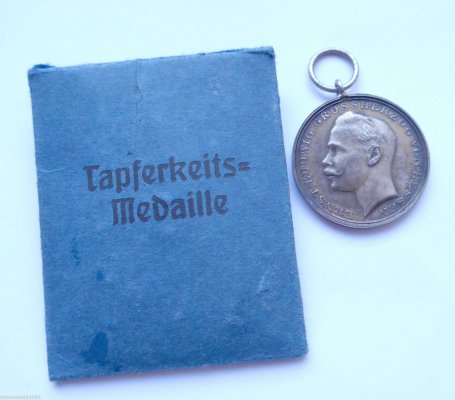 Tapferkeits=
Medaille
ERNST LUDWIG GROSSHERZOG VON HESSEN